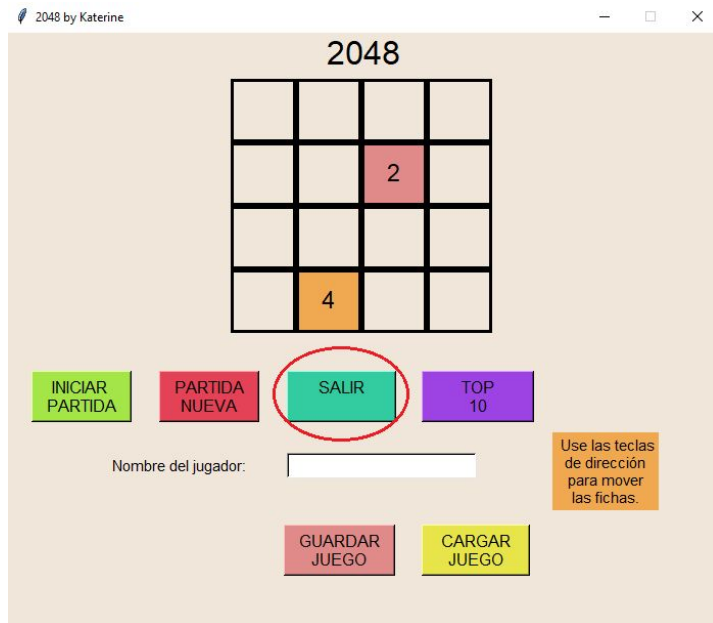 2048 by Katerine
2048
2
4
INICIAR
PARTIDA
PARTIDA
NUEVA
SALIR
TOP
10
Nombre del jugador:
Use las teclas
de dirección
para mover
las fichas.
GUARDAR
JUEGO
CARGAR
JUEGO